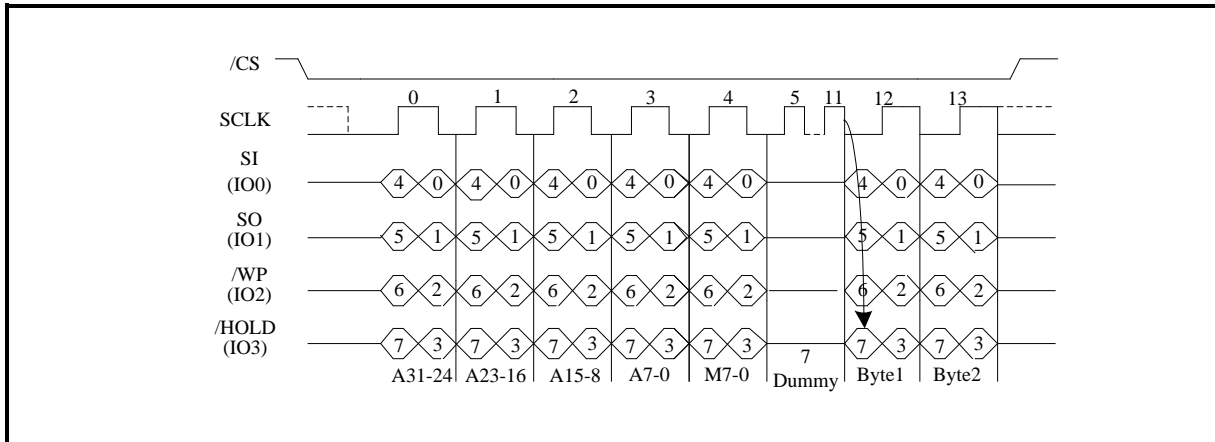 /CS
0 1 2 3 4 5 11 12 13
SCLK
SI
(IO0) 4 0 4 0 4 0 4 0 4 0 4 0 4 0
SO
(IO1) 5 1 5 1 5 1 5 1 5 1 5 1 5 1
/WP
(IO2) 6 2 6 2 6 2 6 2 6 2 6 2 6 2
/HOLD
(IO3) 7 3 7 3 7 3 7 3 7 3 7 7 3 7 3
A31-24 A23-16 A15-8 A7-0 M7-0 Dummy Byte1 Byte2